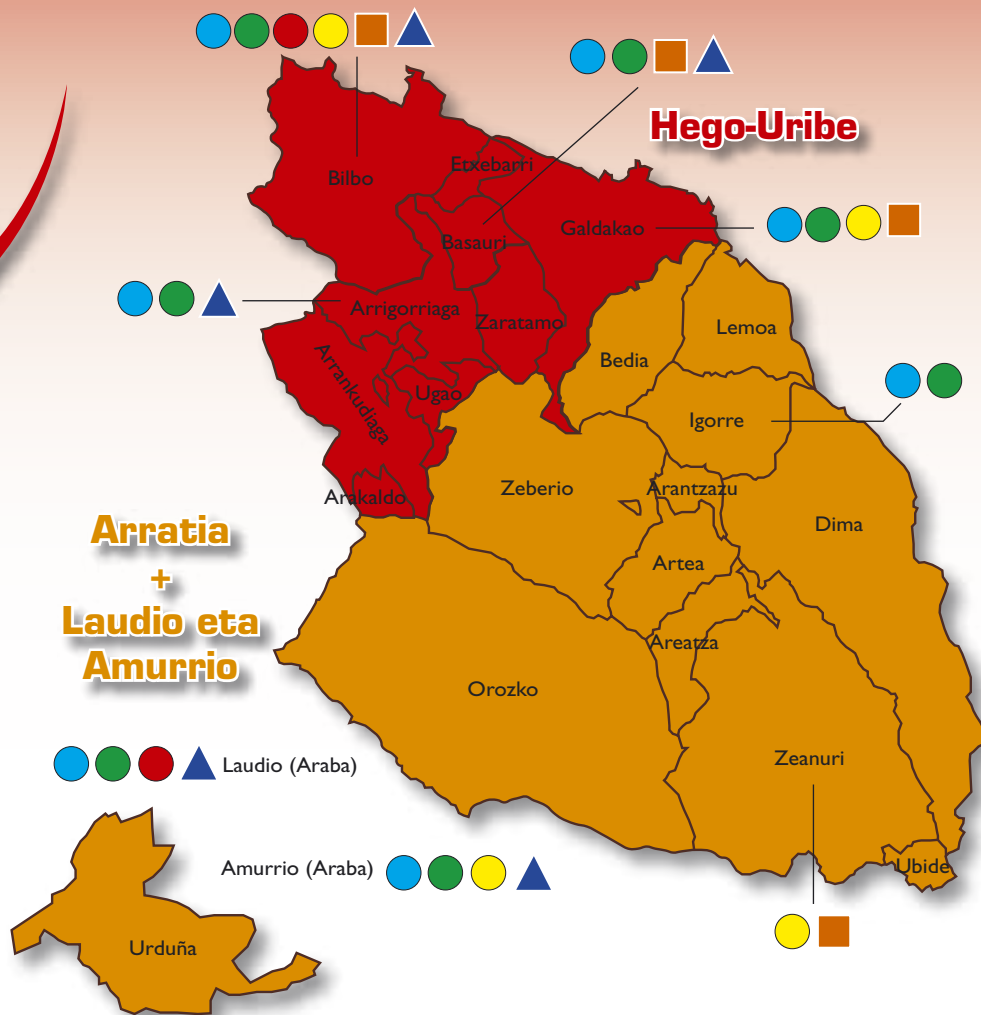 Hego-Uribe
Etxebarri
Bilbo
Galdakao
Basauri
Arrigorriaga
Zaratamo
Lemoa
Bedia
Arrankudiaga
Ugao
Igorre
Zeberio
Arantzazu
Arakaldo
Dima
Arratia
+
Laudio eta
Amurrio
Artea
Areatza
Orozko
Zeanuri
Laudio (Araba)
Amurrio (Araba)
Ubide
Urduña